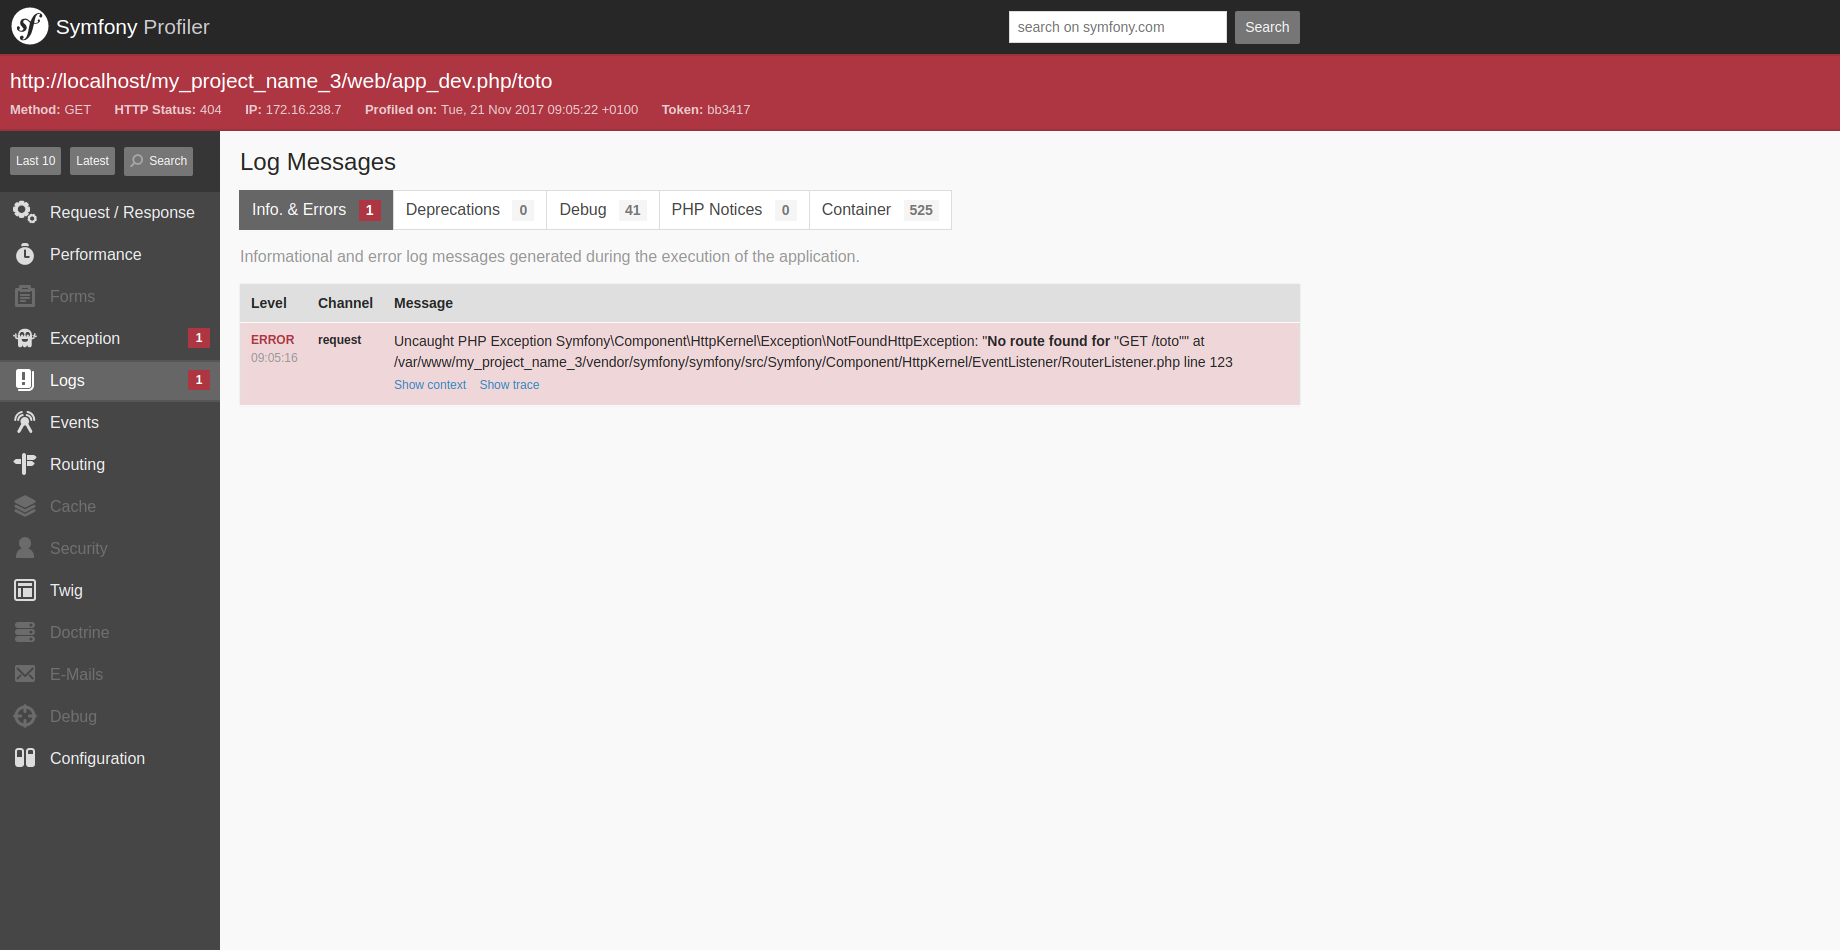 Symfony Profiler
search on symfony.com Search
http://localhost/my_project_name_3/web/app_dev.php/toto
Method: GET HTTP Status: 404 IP: 172.16.238.7 Profiled on: Tue, 21 Nov 2017 09:05:22 +0100 Token: bb3417
Last 10 Latest Search
Request / Response
Performance
Forms
Exception 1
Logs 1
Events
Routing
Cache
Security
Twig
Doctrine
E-Mails
Debug
Configuration
Log Messages
Info. & Errors 1 Deprecations 0 Debug 41 PHP Notices 0 Container 525
Informational and error log messages generated during the execution of the application.
Level Channel Message
ERROR request Uncaught PHP Exception Symfony\Component\HttpKernel\Exception\NotFoundHttpException: "No route found for "GET /toto"" at
09:05:16 /var/www/my_project_name_3/vendor/symfony/symfony/src/Symfony/Component/HttpKernel/EventListener/RouterListener.php line 123
Show context Show trace